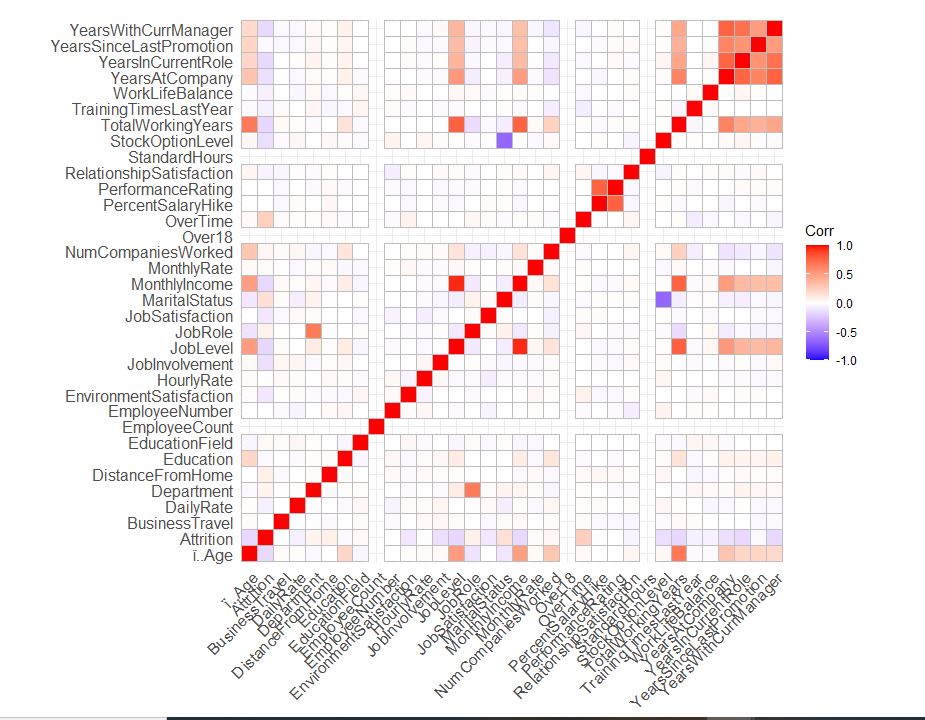 YearsWithCurrManager
YearsSinceLastPromotion
YearsInCurrentRole
YearsAtCompany
WorkLifeBalance
TrainingTimesLastYear
TotalWorkingYears
StockOptionLevel
StandardHours
RelationshipSatisfaction
PerformanceRating
PercentSalaryHike
OverTime
Over18
NumCompaniesWorked
MonthlyRate
MonthlyIncome
MaritalStatus
JobSatisfaction
JobRole
JobLevel
JobInvolvement
HourlyRate
EnvironmentSatisfaction
EmployeeNumber
EmployeeCount
EducationField
Education
DistanceFromHome
Department
DailyRate
BusinessTravel
Attrition
ï..Age
ï..Age
Attrition
BusinessTravel
DailyRate
Department
DistanceFromHome
Education
EducationField
EmployeeCount
EmployeeNumber
EnvironmentSatisfaction
HourlyRate
JobInvolvement
JobLevel
JobRole
JobSatisfaction
MaritalStatus
MonthlyIncome
MonthlyRate
NumCompaniesWorked
Over18
OverTime
PercentSalaryHike
PerformanceRating
RelationshipSatisfaction
StandardHours
StockOptionLevel
TotalWorkingYears
TrainingTimesLastYear
WorkLifeBalance
YearsAtCompany
YearsInCurrentRole
YearsSinceLastPromotion
YearsWithCurrManager
Corr
1.0
0.5
0.0
-0.5
-1.0